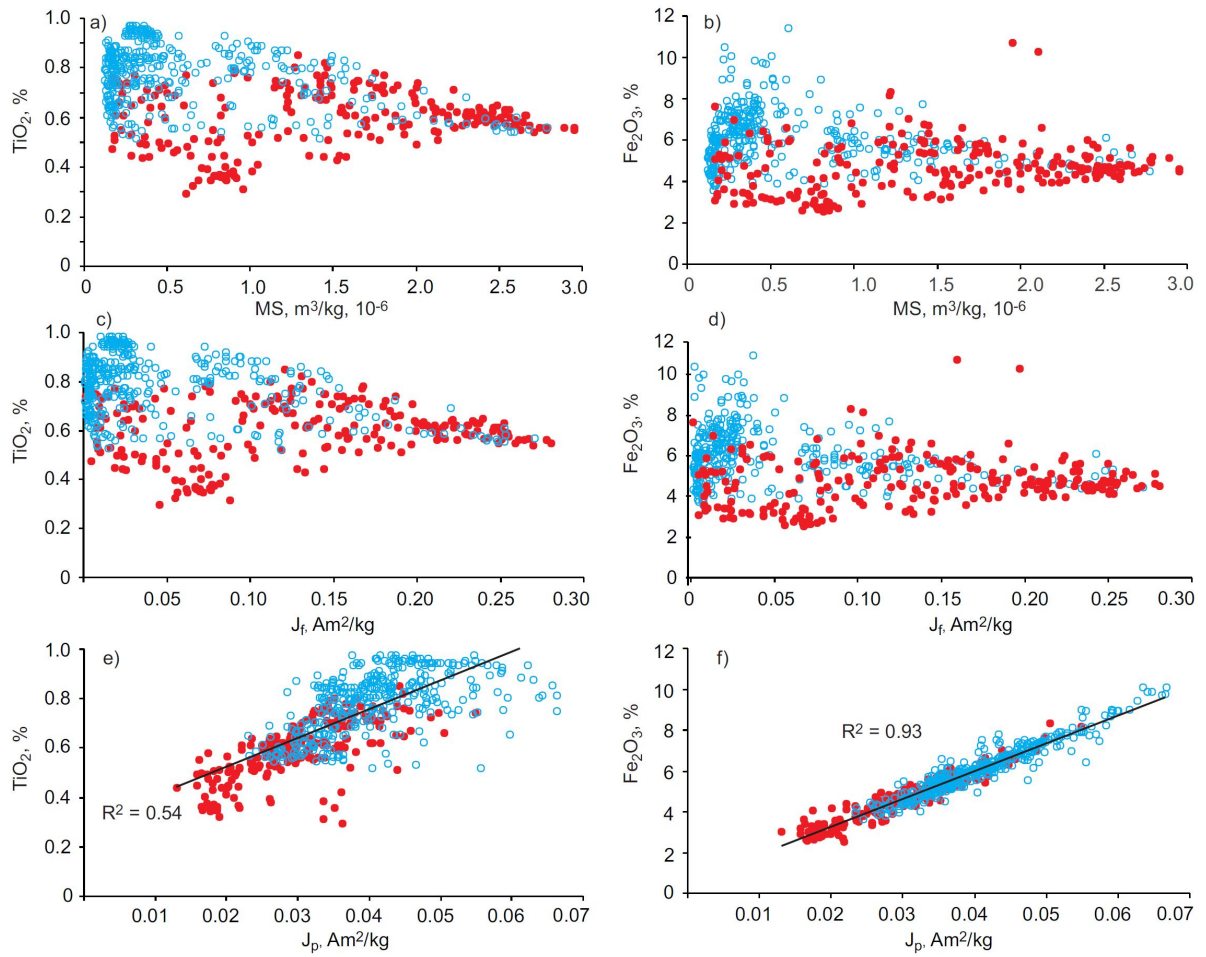 a)
1.0
0.8
0.6
0.4
0.2
0
TiO₂, %
0 0.5 1.0 1.5 2.0 2.5 3.0
MS, m³/kg, 10⁻⁶
b)
12
10
8
6
4
2
0
Fe₂O₃, %
0 0.5 1.0 1.5 2.0 2.5 3.0
MS, m³/kg, 10⁻⁶
c)
1.0
0.8
0.6
0.4
0.2
0
TiO₂, %
0.05 0.10 0.15 0.20 0.25 0.30
J_f, Am²/kg
d)
12
10
8
6
4
2
0
Fe₂O₃, %
0 0.05 0.10 0.15 0.20 0.25 0.30
J_f, Am²/kg
e)
1.0
0.8
0.6
0.4
0.2
0
TiO₂, %
R² = 0.54
0.01 0.02 0.03 0.04 0.05 0.06 0.07
J_p, Am²/kg
f)
12
10
8
6
4
2
0
Fe₂O₃, %
R² = 0.93
0.01 0.02 0.03 0.04 0.05 0.06 0.07
J_p, Am²/kg